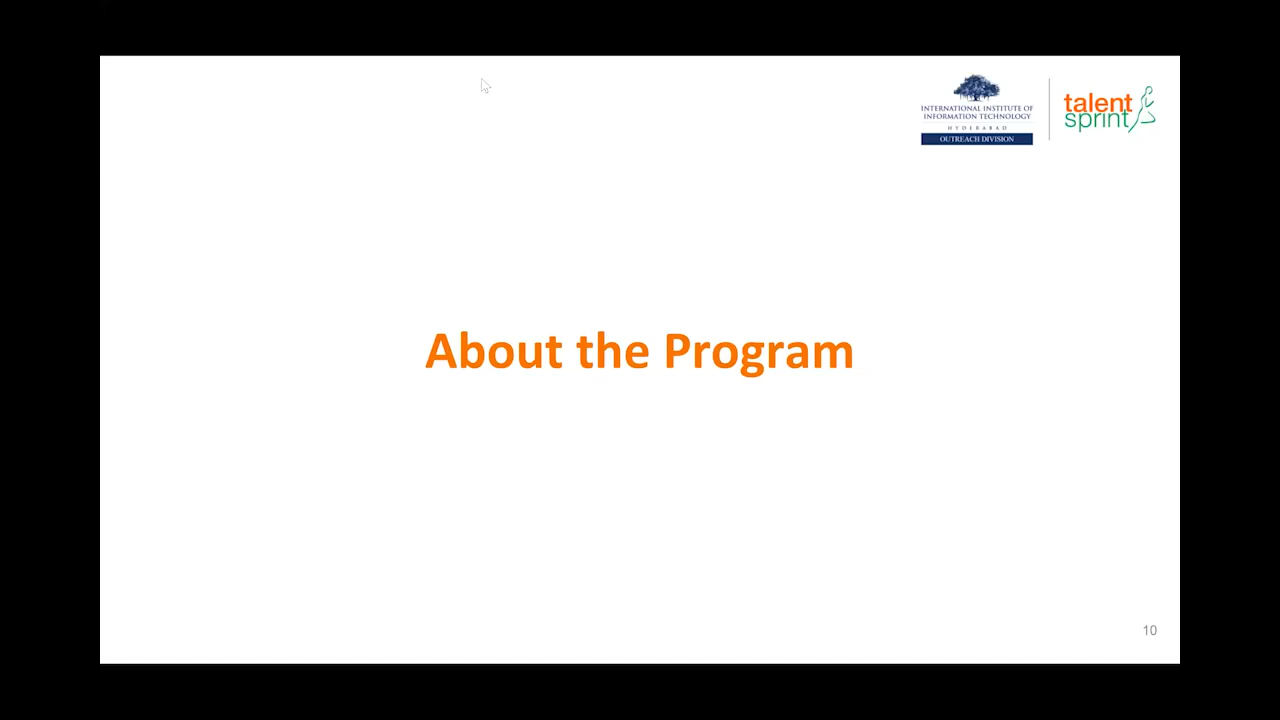 INTERNATIONAL INSTITUTE OF
INFORMATION TECHNOLOGY
HYDERABAD
OUTREACH DIVISION
talent
sprint
About the Program
10